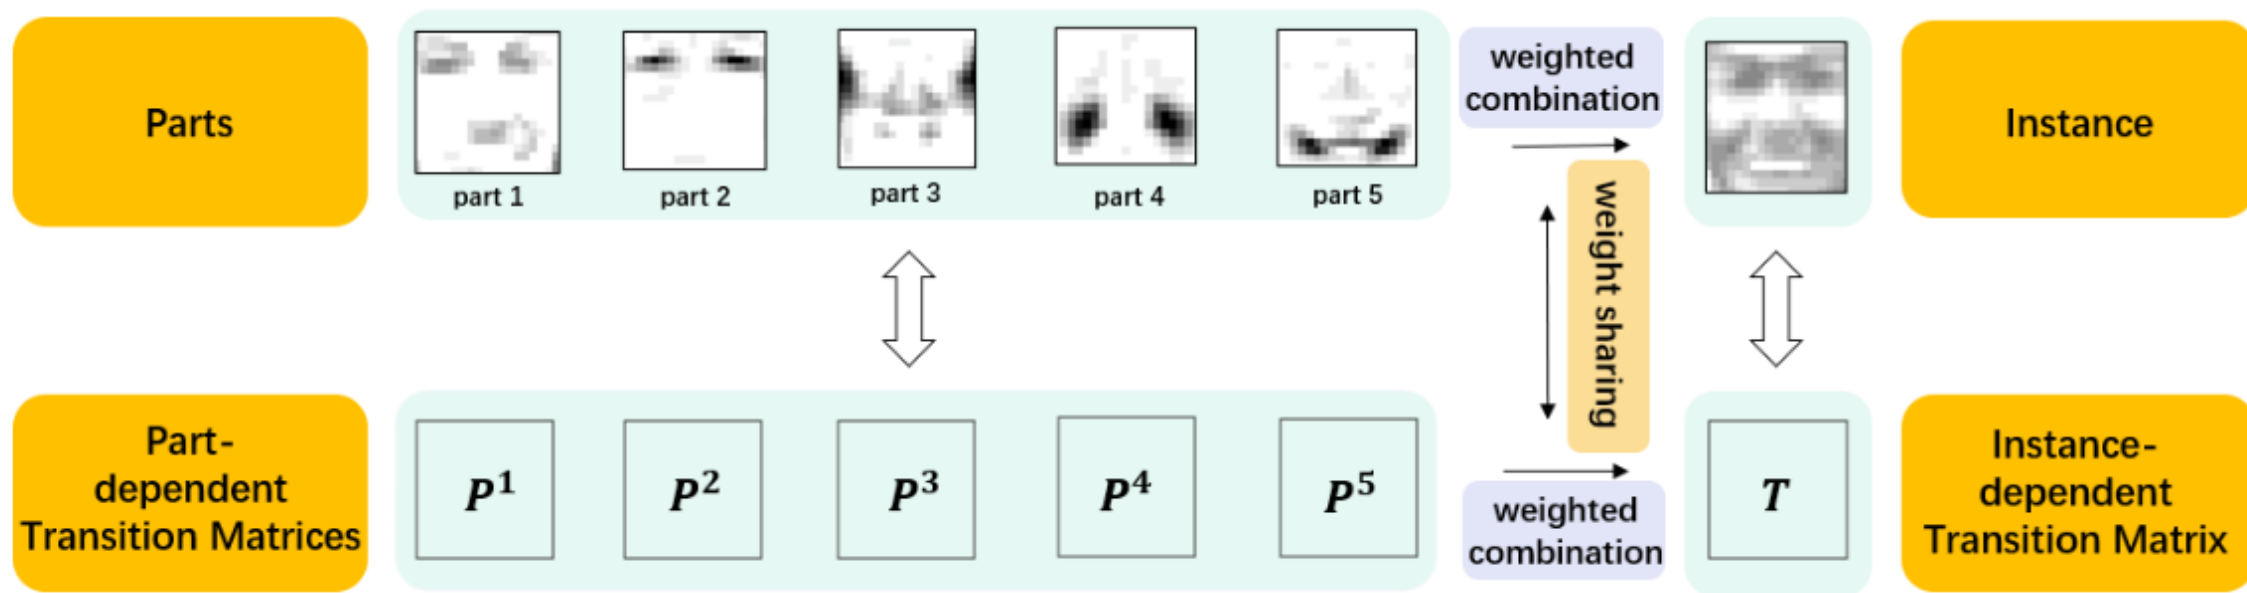 Parts
part 1
part 2
part 3
part 4
part 5
weighted
combination
weight sharing
Instance
Part-
dependent
Transition Matrices
P¹
P²
P³
P⁴
P⁵
weighted
combination
T
Instance-
dependent
Transition Matrix